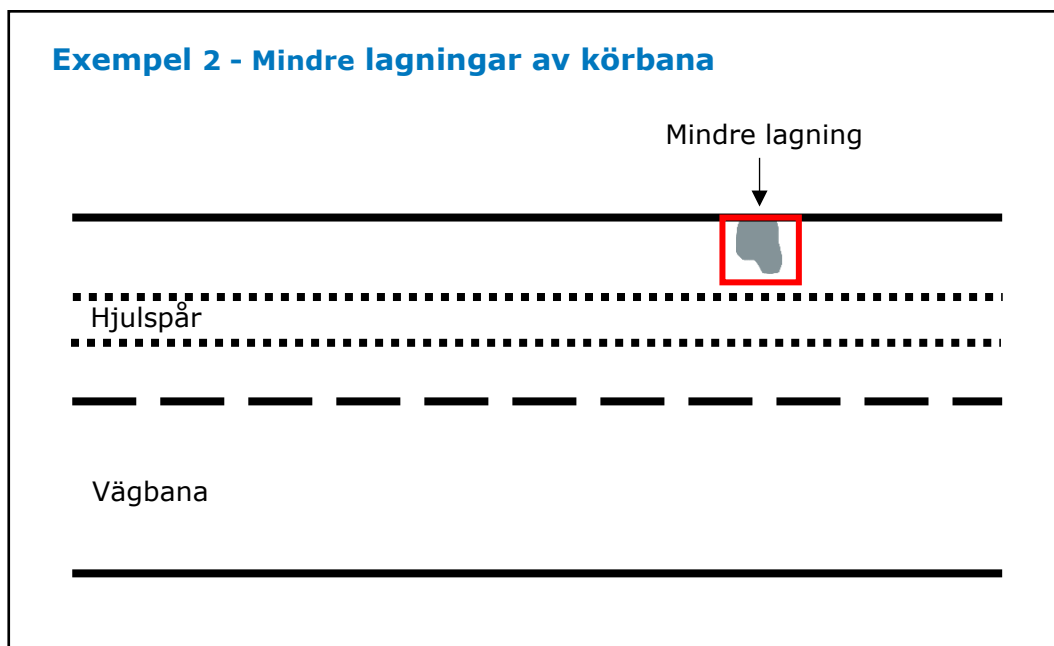 Exempel 2 - Mindre lagningar av körbana
Mindre lagning
Hjulspår
Vägbana